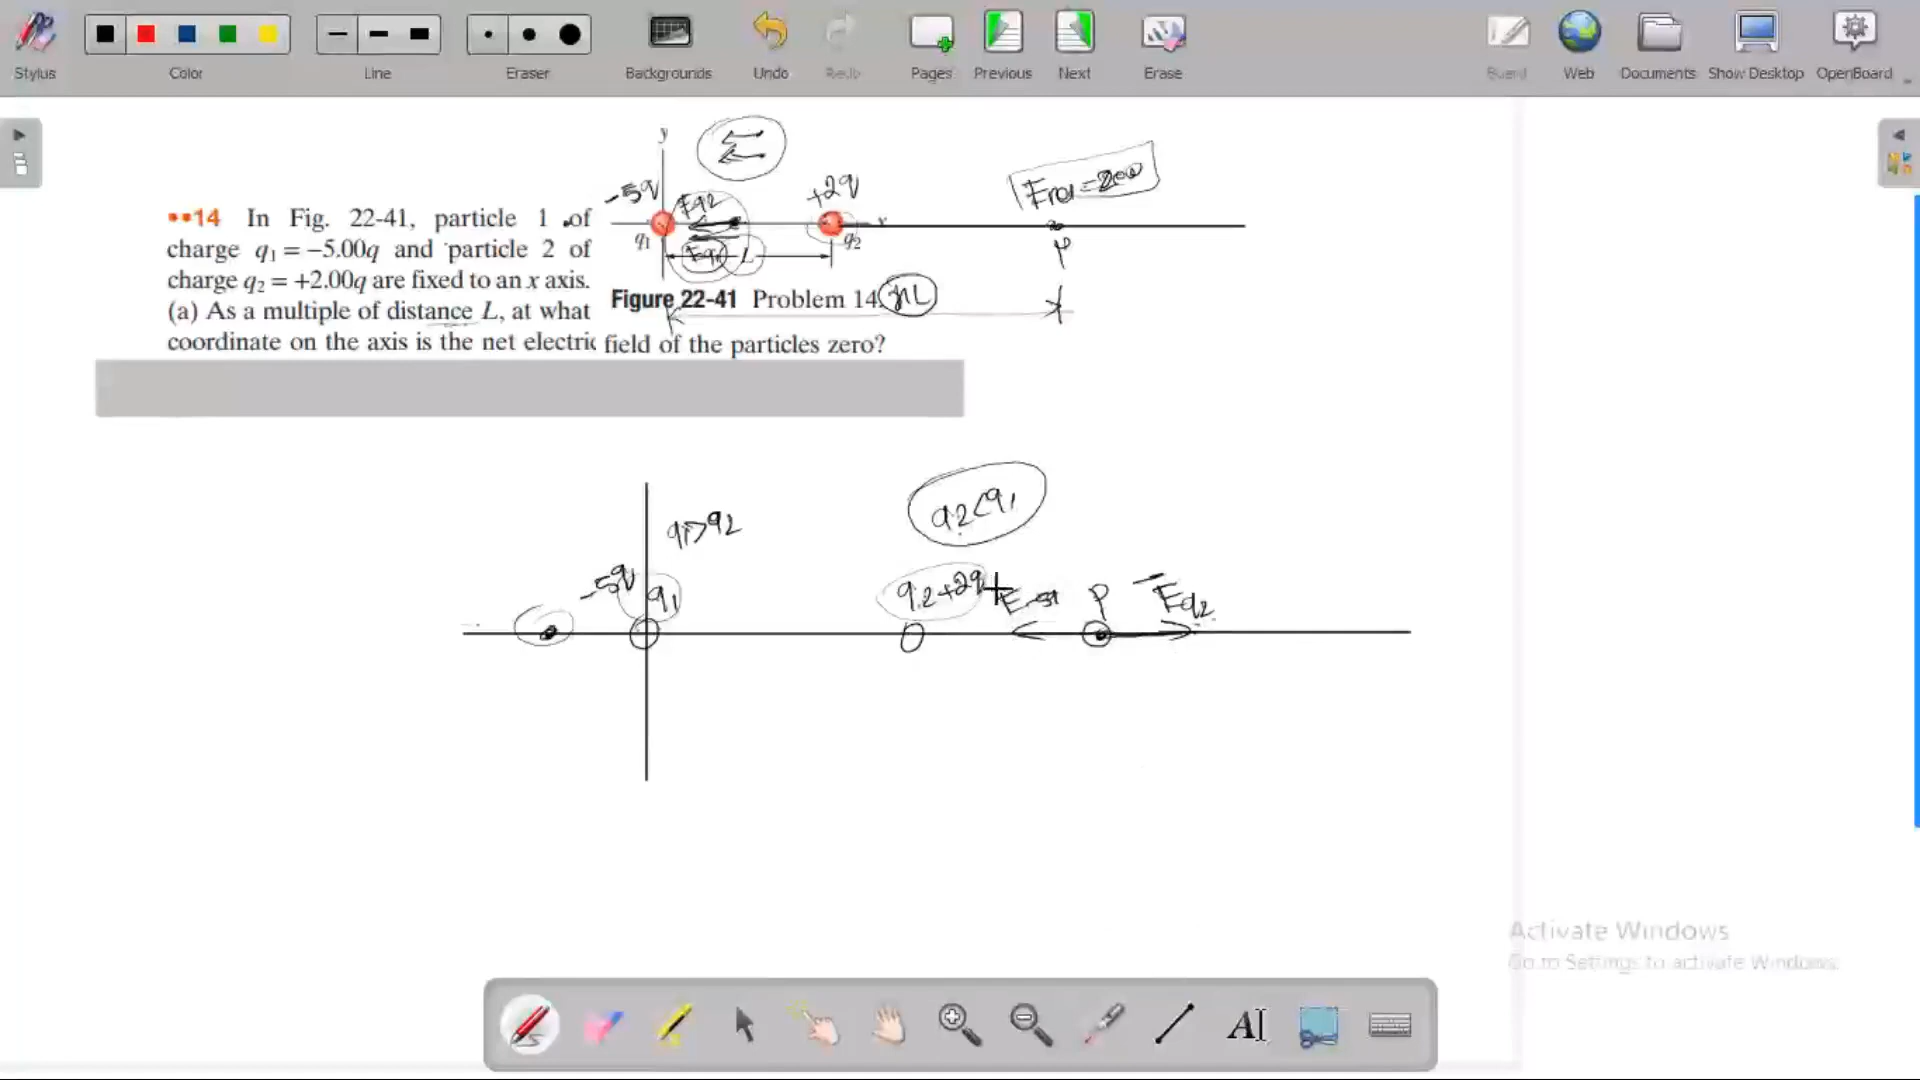 Stylus Color Line Eraser Backgrounds Undo Redo Pages Previous Next Erase Board Web Documents Show Desktop OpenBoard
y
-5q
+2q
Eq2
x
q1
q2
L
P
••14 In Fig. 22-41, particle 1 of
charge q1 = −5.00q and particle 2 of
charge q2 = +2.00q are fixed to an x axis.
(a) As a multiple of distance L, at what
coordinate on the axis is the net electric field of the particles zero?
Figure 22-41 Problem 14
q2<q1
q1>q2
-5q
q1
q2+2q
P
Eq2
Activate Windows
Go to Settings to activate Windows.
AI